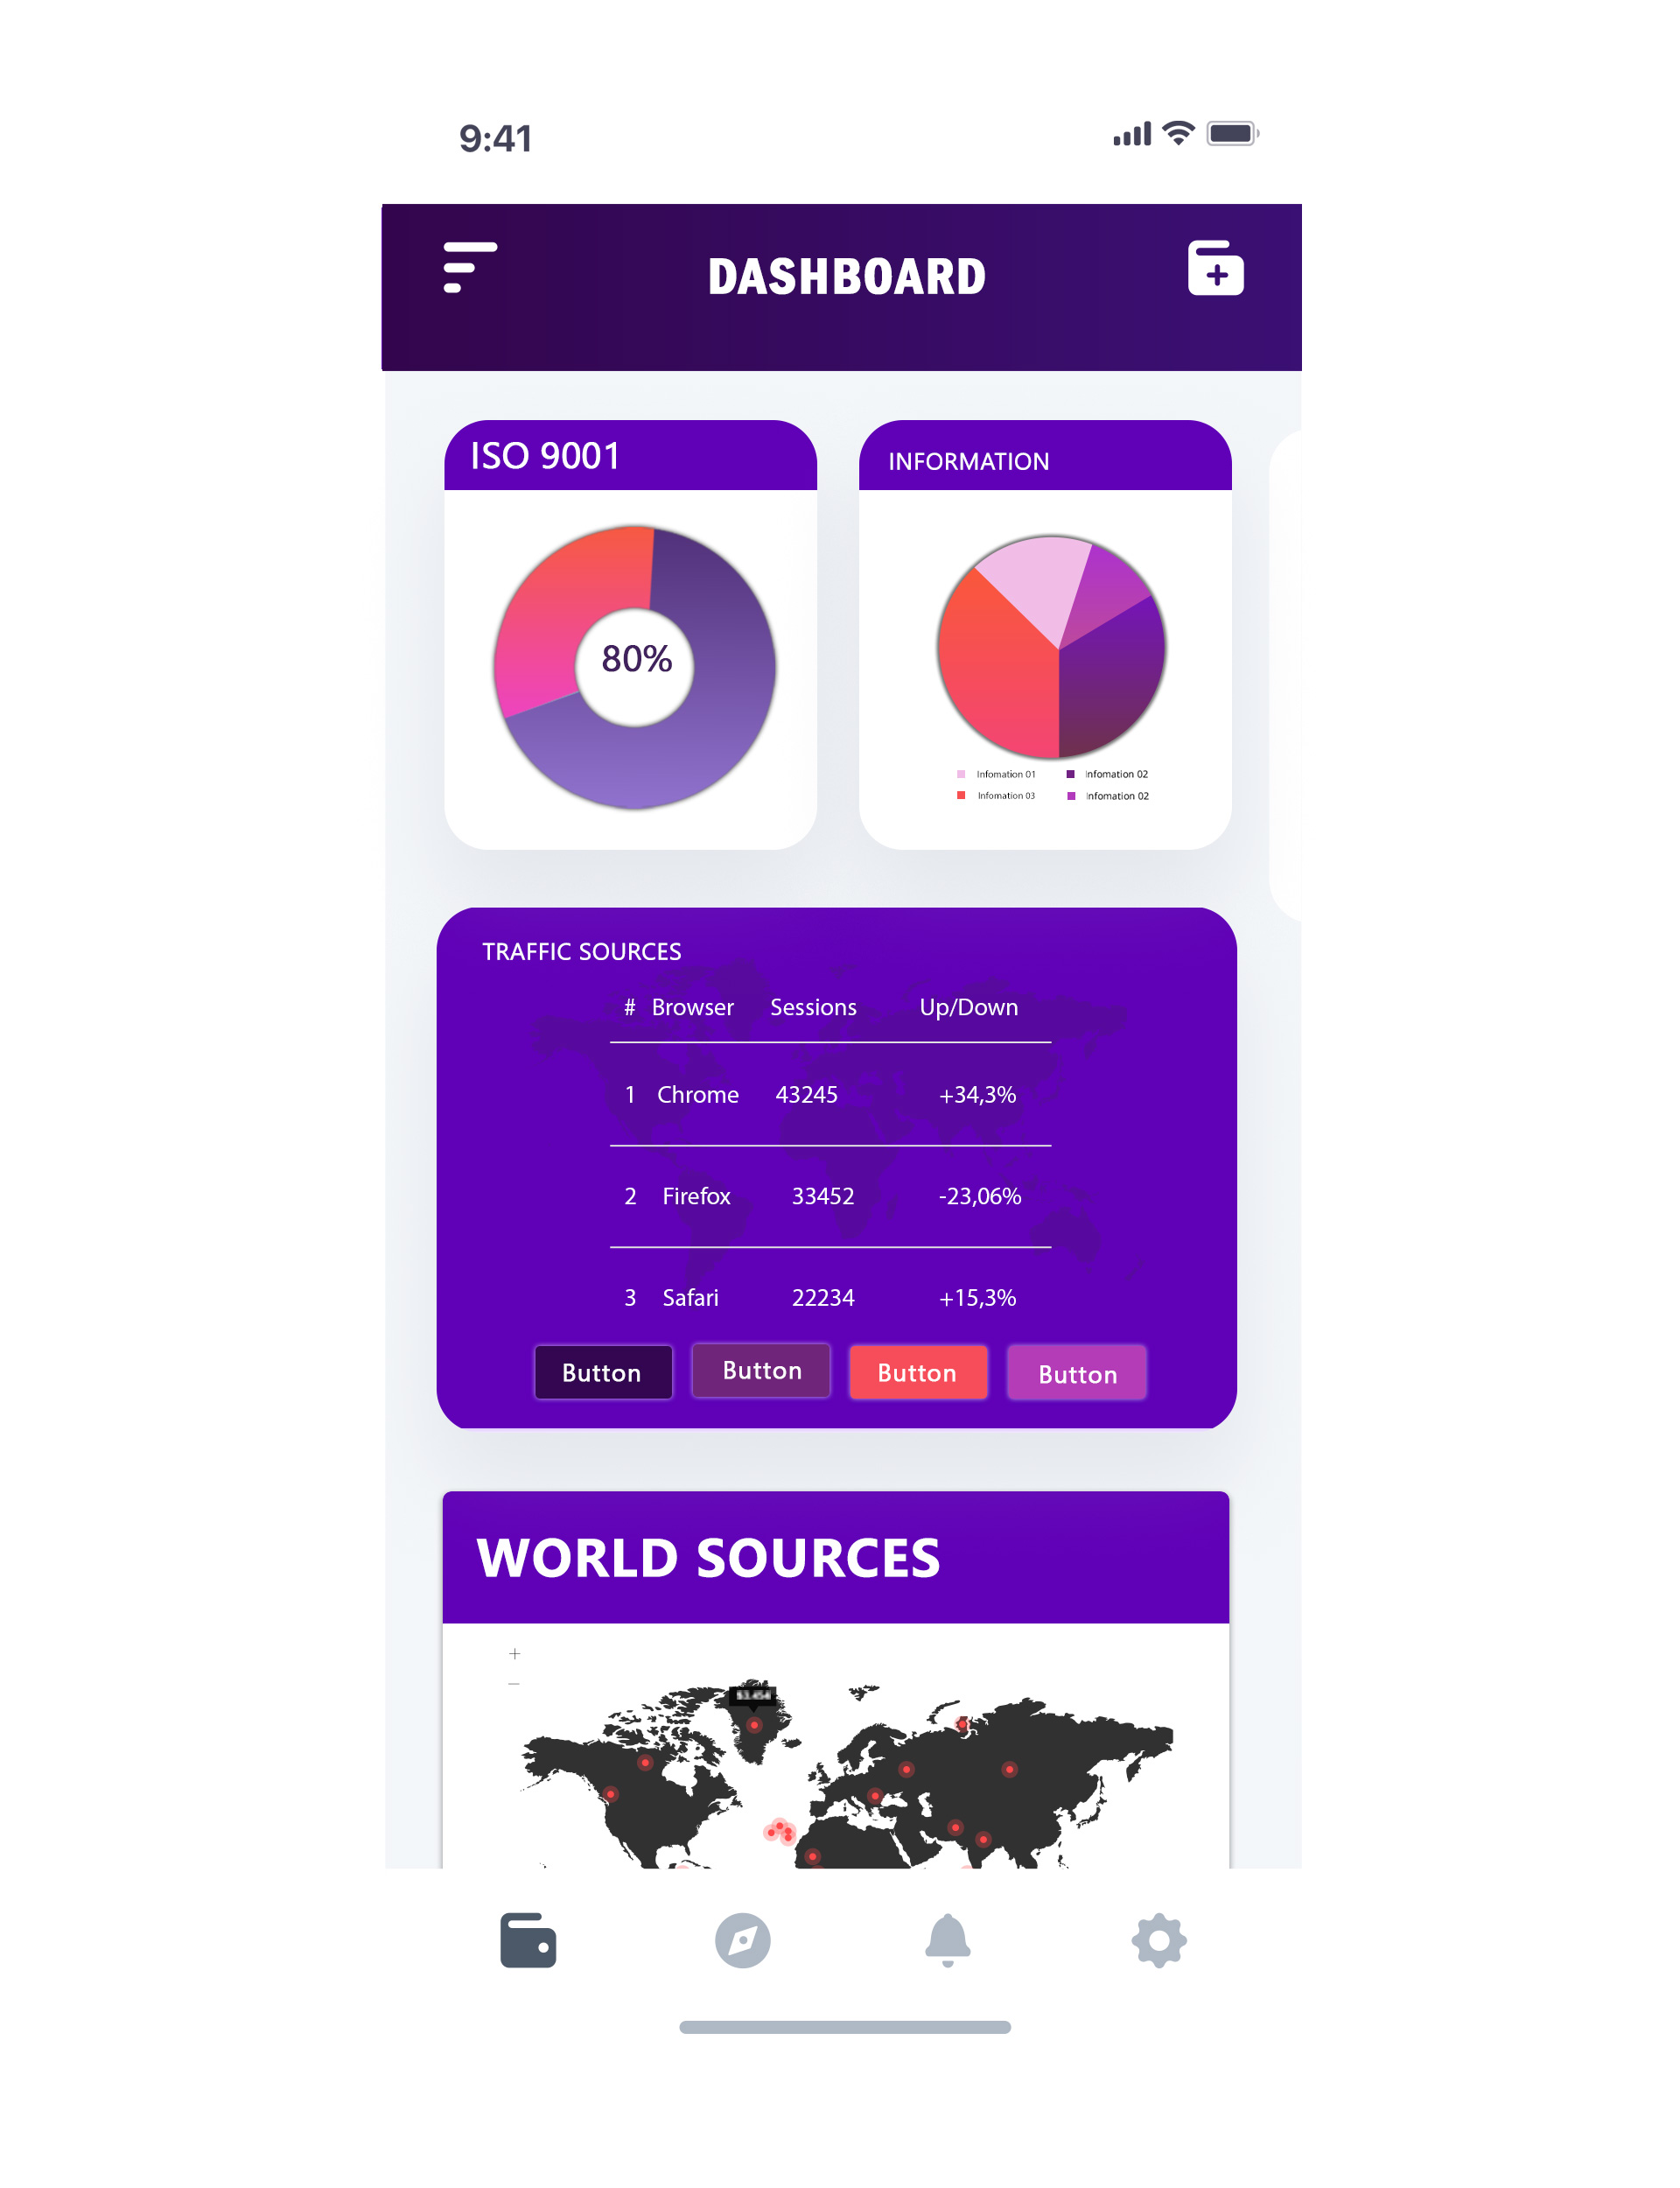 9:41
DASHBOARD
ISO 9001
INFORMATION
80%
Infomation 01
Infomation 02
Infomation 03
Infomation 02
TRAFFIC SOURCES
# Browser Sessions Up/Down
1 Chrome 43245 +34,3%
2 Firefox 33452 -23,06%
3 Safari 22234 +15,3%
Button Button Button Button
WORLD SOURCES
+
−